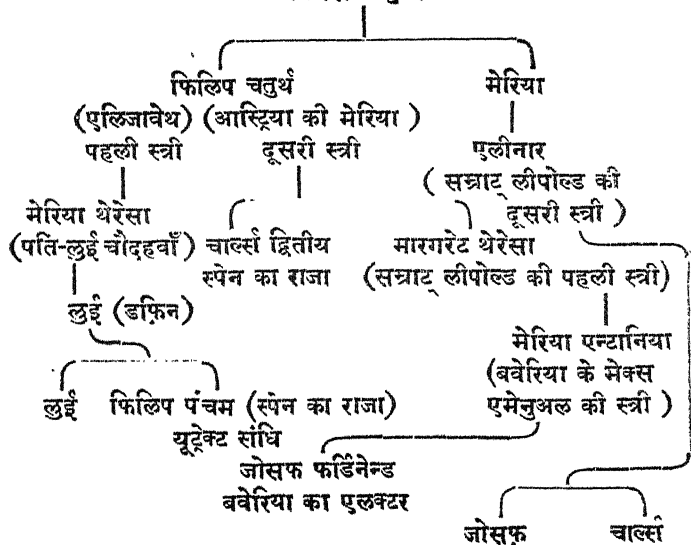 फिलिप चतुर्थ मेरिया
(एलिजावेथ) (आस्ट्रिया की मेरिया)
पहली स्त्री दूसरी स्त्री एलीनार
( सम्राट् लीपोल्ड की
दूसरी स्त्री )
मेरिया थेरेसा
(पति-लुई चौदहवाँ) चार्ल्स द्वितीय मारगरेट थेरेसा
स्पेन का राजा (सम्राट् लीपोल्ड की पहली स्त्री)
लुई (डफ़िन)
मेरिया एन्टानिया
(बवेरिया के मेक्स
एमेनुअल की स्त्री )
लुई फिलिप पंचम (स्पेन का राजा)
यूट्रेक्ट संधि
जोसफ फर्डिनेन्ड
बवेरिया का एलक्टर
जोसफ़ चार्ल्स